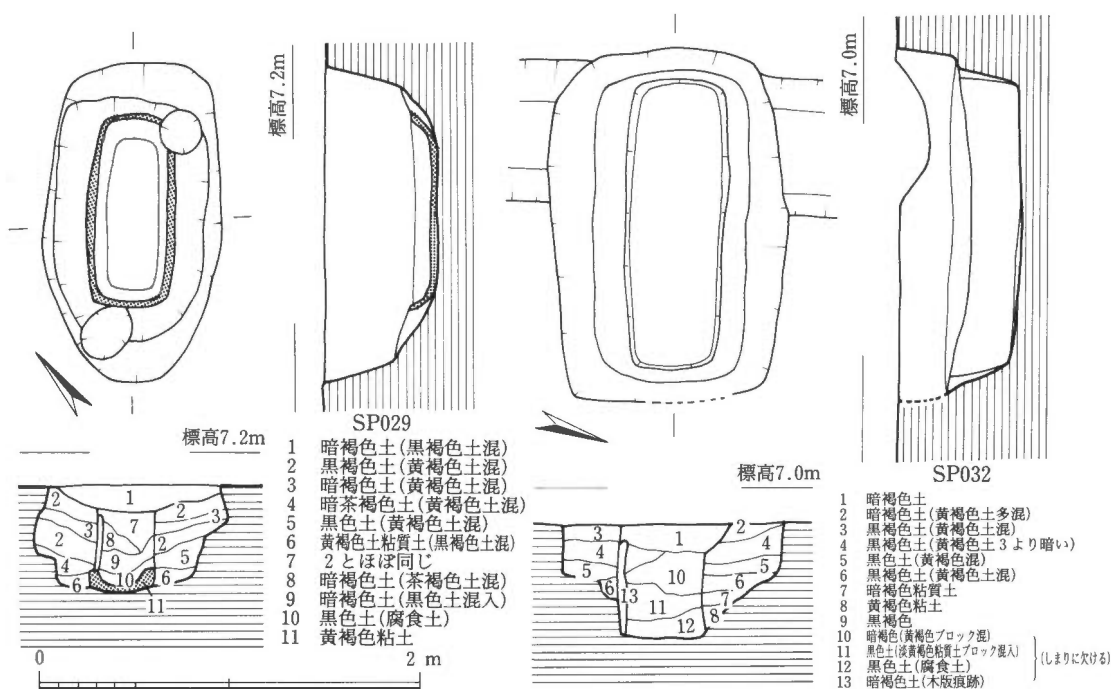 標高7.2m
標高7.0m
SP029
標高7.2m
1 暗褐色土(黒褐色土混)
2 黒褐色土(黄褐色土混)
3 暗褐色土(黄褐色土混)
4 暗茶褐色土(黄褐色土混)
5 黒色土(黄褐色土混)
6 黄褐色土粘質土(黒褐色土混)
7 2とほぼ同じ
8 暗褐色土(茶褐色土混)
9 暗褐色土(黒色土混入)
10 黒色土(腐食土)
11 黄褐色粘土
1
2
2
3
3
8
7
2
2
4
9
5
6
10
6
11
0
2 m
標高7.0m
SP032
1 暗褐色土
2 暗褐色土(黄褐色土多混)
3 黒褐色土(黄褐色土混)
4 黒褐色土(黄褐色土3より暗い)
5 黒色土(黄褐色混)
6 黒褐色土(黄褐色土混)
7 暗褐色粘質土
8 黄褐色粘土
9 黒褐色
10 暗褐色(黄褐色ブロック混)
11 黒色土(淡黄褐色粘質土ブロック混入)
12 黒色土(腐食土)
(しまりに欠ける)
13 暗褐色土(木版痕跡)
3
1
2
4
4
5
10
5
6
6
13
11
7
12
8